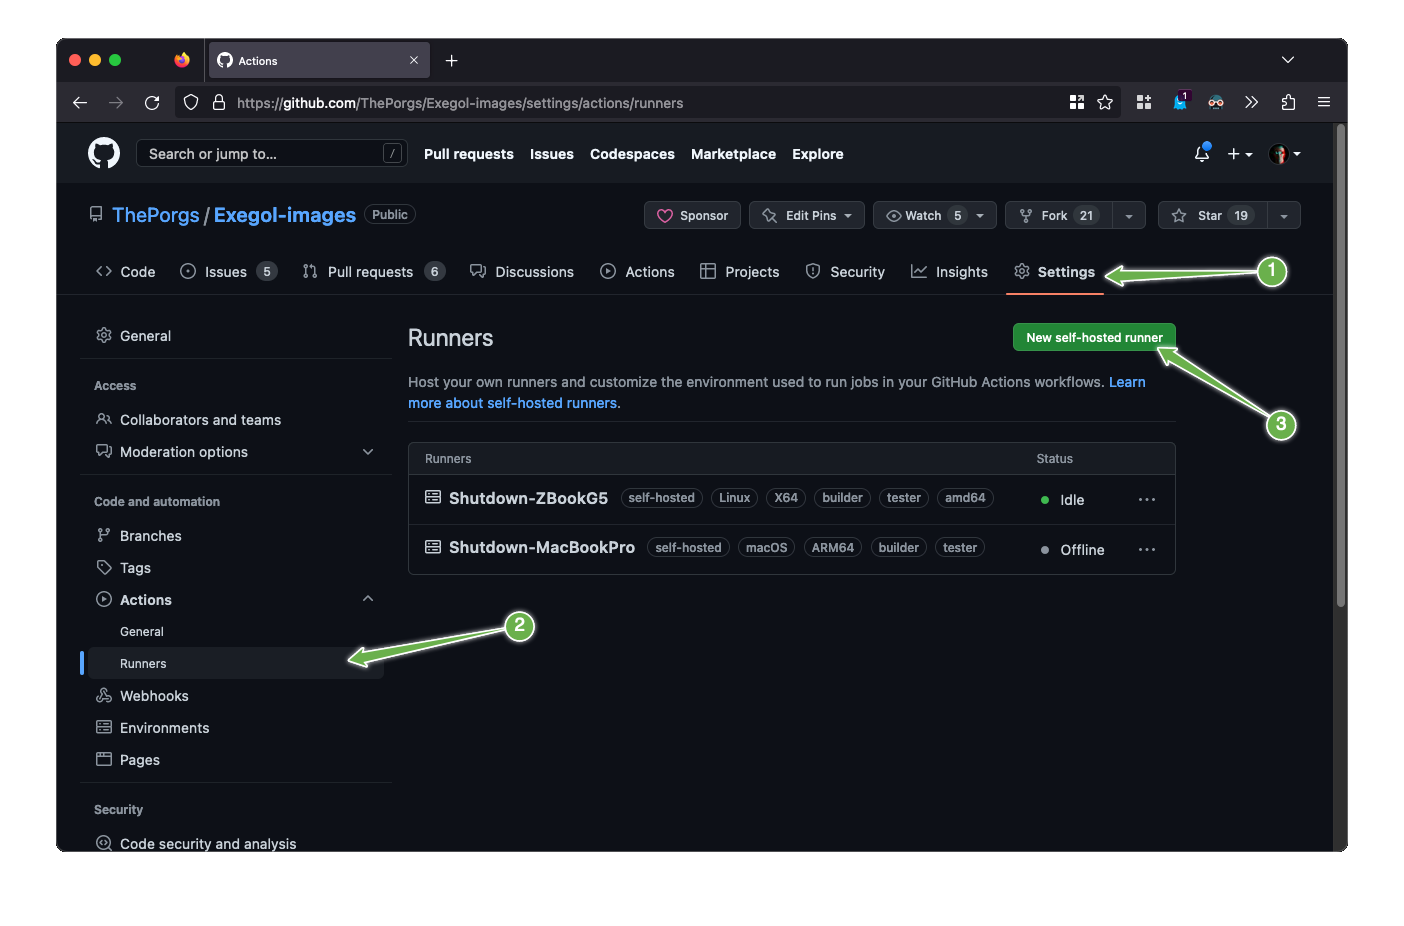 Actions
https://github.com/ThePorgs/Exegol-images/settings/actions/runners
1
Search or jump to... /
Pull requests Issues Codespaces Marketplace Explore
ThePorgs / Exegol-images Public
Sponsor Edit Pins Watch 5 Fork 21 Star 19
Code Issues 5 Pull requests 6 Discussions Actions Projects Security Insights Settings
1
General
Access
Collaborators and teams
Moderation options
Code and automation
Branches
Tags
Actions
General
Runners
2
Webhooks
Environments
Pages
Security
Code security and analysis
Runners
New self-hosted runner
3
Host your own runners and customize the environment used to run jobs in your GitHub Actions workflows. Learn
more about self-hosted runners.
Runners Status
Shutdown-ZBookG5 self-hosted Linux X64 builder tester amd64 Idle
Shutdown-MacBookPro self-hosted macOS ARM64 builder tester Offline